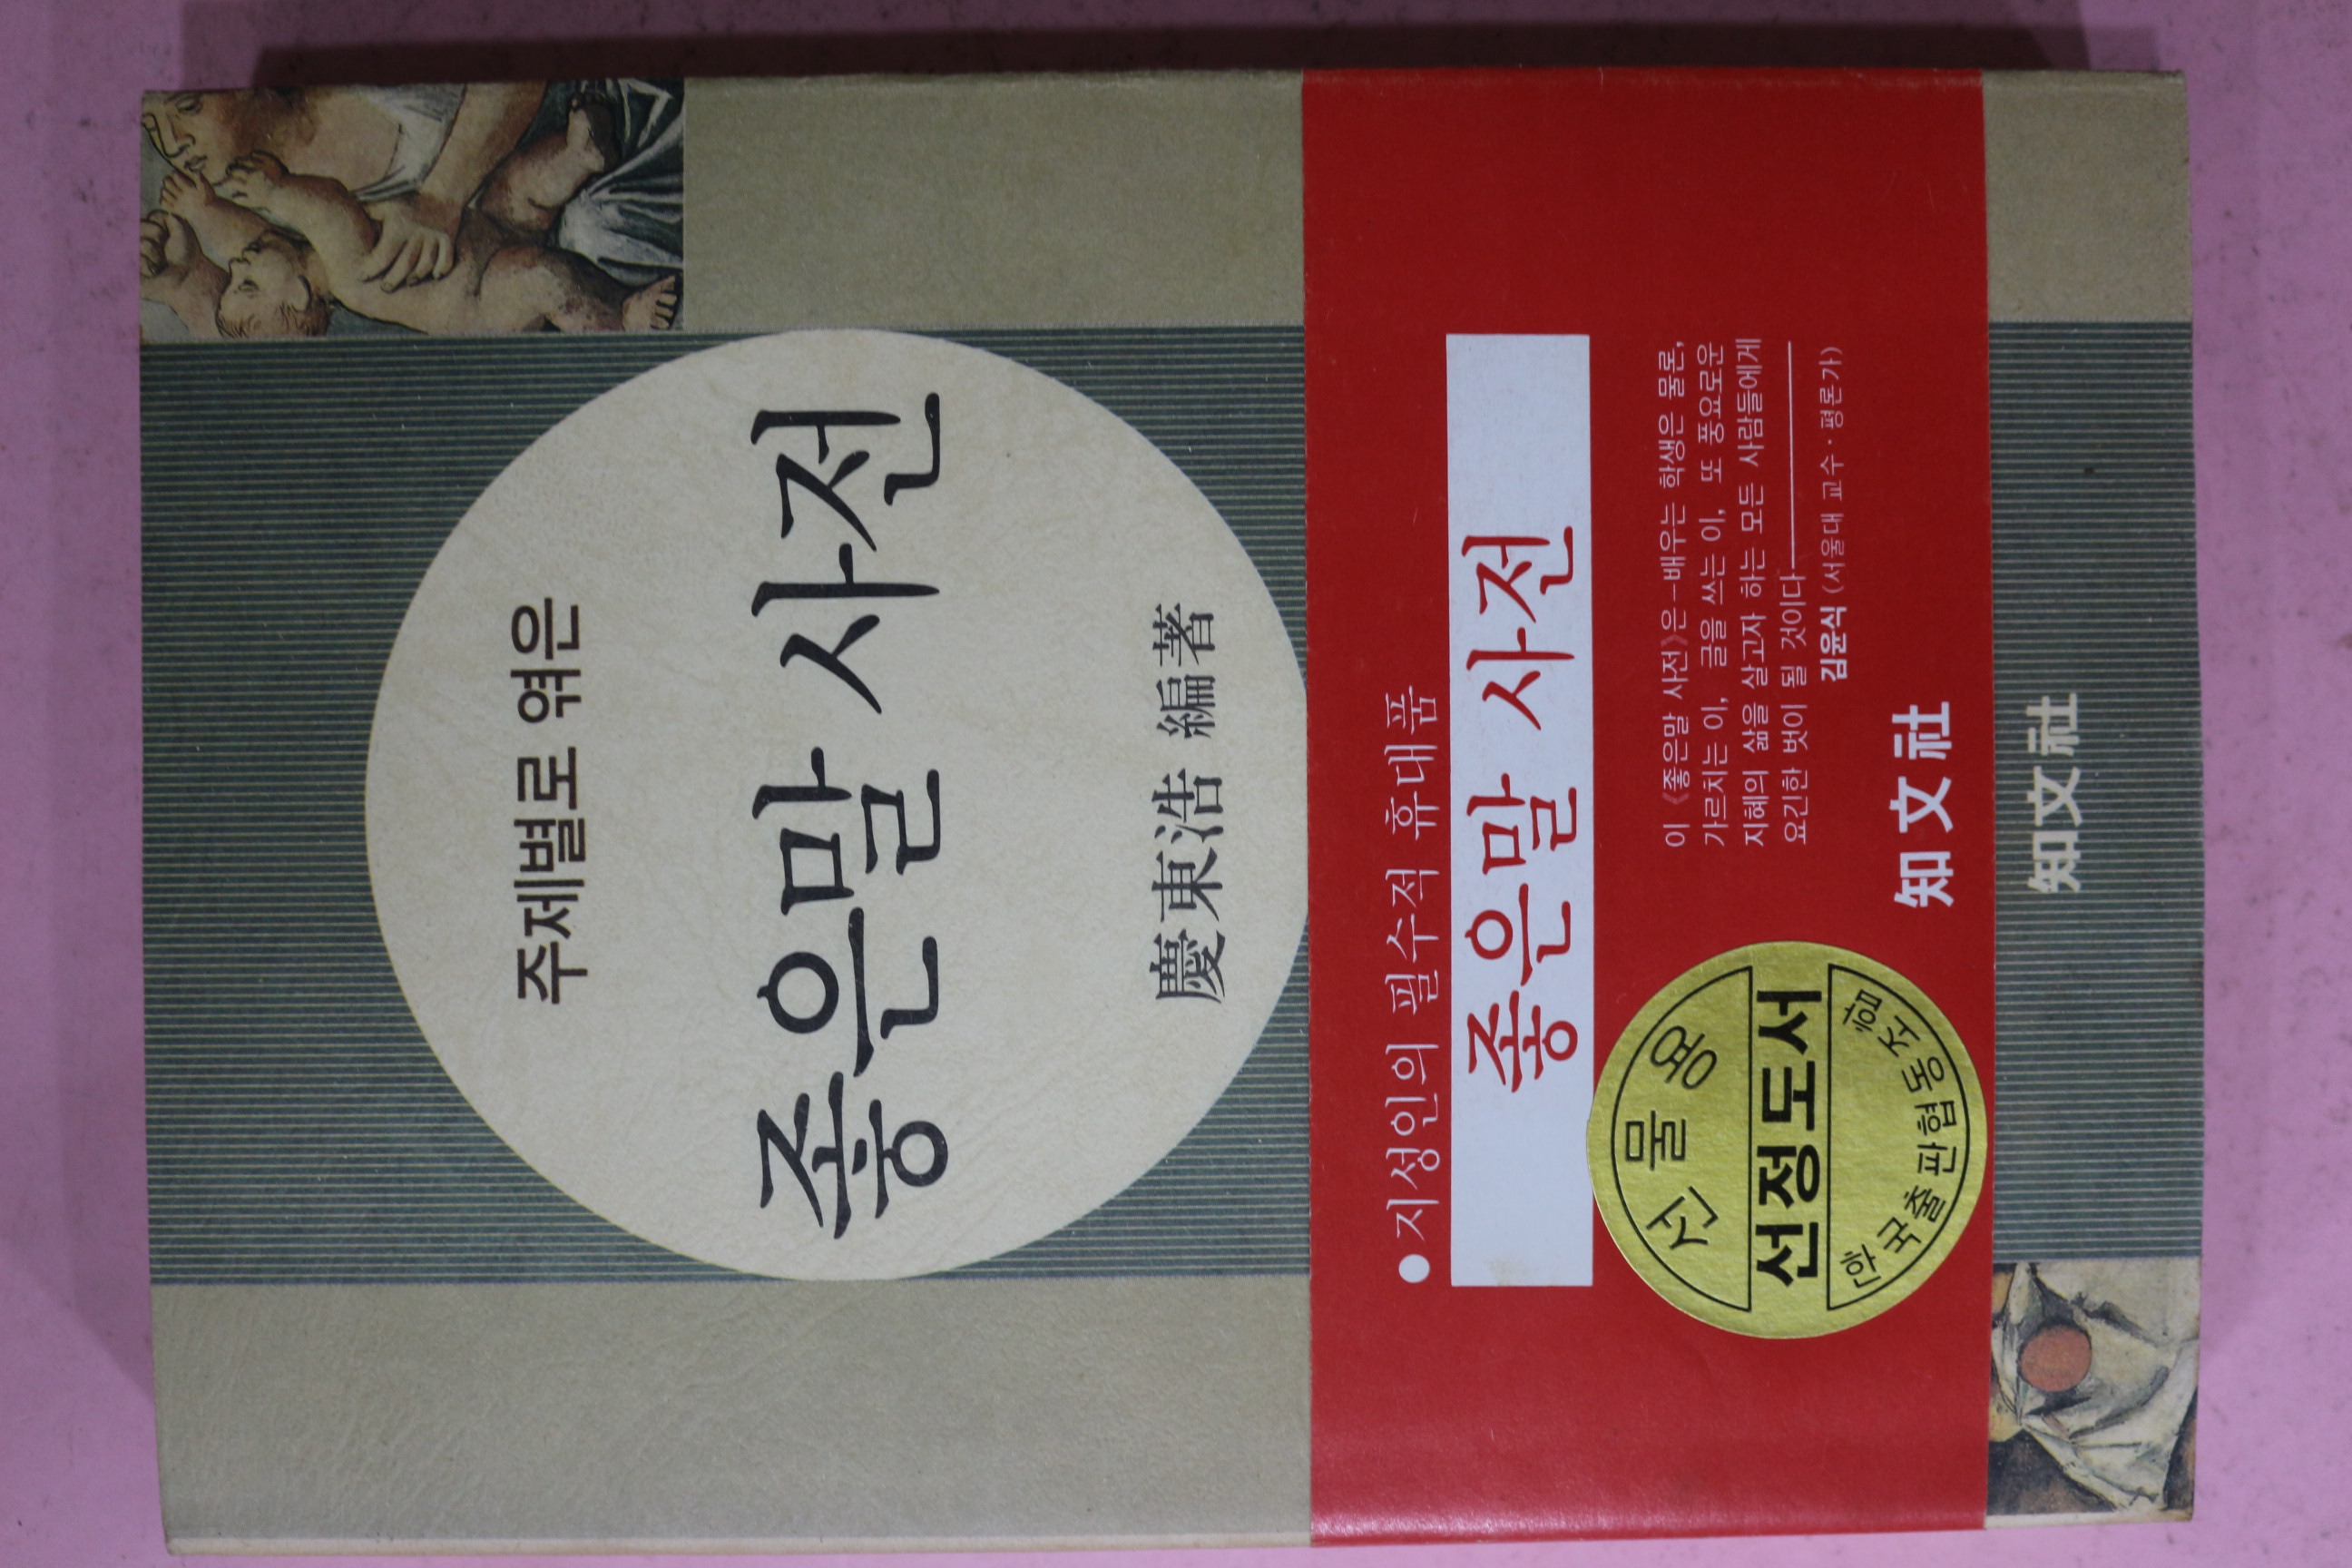 주제별로 엮은
좋은말 사전
慶東浩 編著
●지성인의 필수적 휴대품
좋은말 사전
이 《좋은말 사전》은—배우는 학생은 물론,
가르치는 이, 글을 쓰는 이, 또 풍요로운
지혜의 삶을 살고자 하는 모든 사람들에게
요긴한 벗이 될 것이다———
김윤식 (서울대 교수·평론가)
선물용
선정도서
한국출판협동조합
知文社
知文社